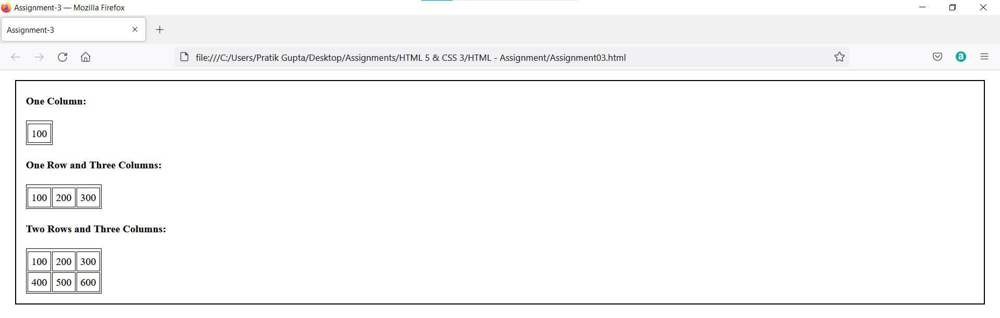 Assignment-3 — Mozilla Firefox
Assignment-3
file:///C:/Users/Pratik Gupta/Desktop/Assignments/HTML 5 & CSS 3/HTML - Assignment/Assignment03.html
a
One Column:
100
One Row and Three Columns:
100 200 300
Two Rows and Three Columns:
100 200 300
400 500 600